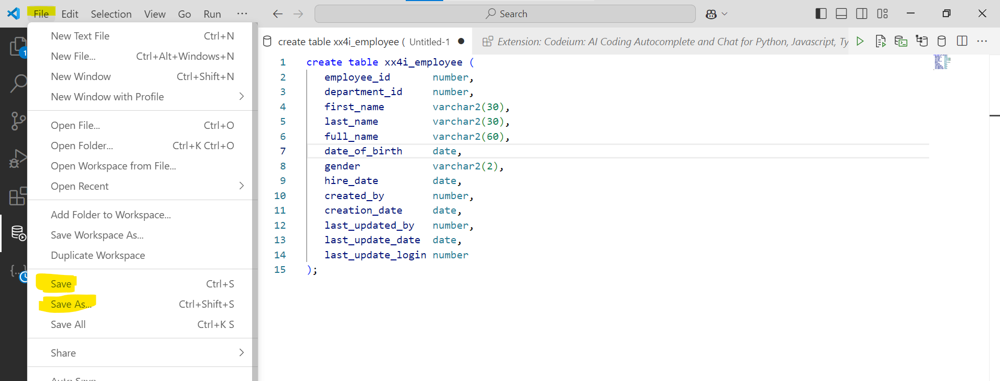 File Edit Selection View Go Run ··· Search
New Text File Ctrl+N
New File... Ctrl+Alt+Windows+N
New Window Ctrl+Shift+N
New Window with Profile
Open File... Ctrl+O
Open Folder... Ctrl+K Ctrl+O
Open Workspace from File...
Open Recent
Add Folder to Workspace...
Save Workspace As...
Duplicate Workspace
Save Ctrl+S
Save As... Ctrl+Shift+S
Save All Ctrl+K S
Share
Auto Save
1
create table xx4i_employee ( Untitled-1 ● Extension: Codeium: AI Coding Autocomplete and Chat for Python, Javascript, Ty
1 create table xx4i_employee (
2 employee_id number,
3 department_id number,
4 first_name varchar2(30),
5 last_name varchar2(30),
6 full_name varchar2(60),
7 date_of_birth date,
8 gender varchar2(2),
9 hire_date date,
10 created_by number,
11 creation_date date,
12 last_updated_by number,
13 last_update_date date,
14 last_update_login number
15 );